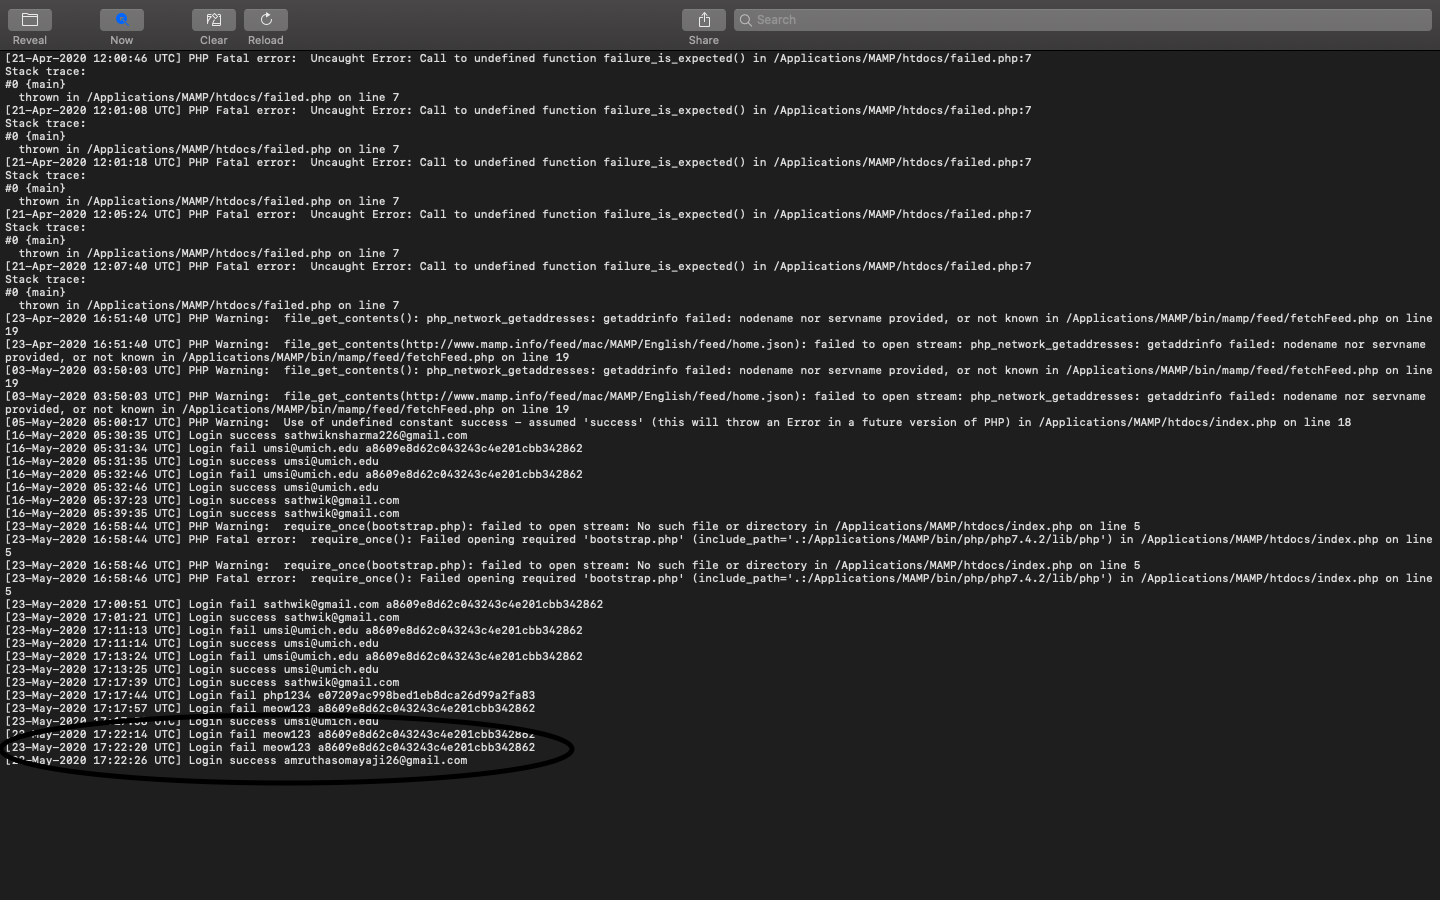 Reveal
Now
Clear
Reload
Share
Search
[21-Apr-2020 12:00:46 UTC] PHP Fatal error:  Uncaught Error: Call to undefined function failure_is_expected() in /Applications/MAMP/htdocs/failed.php:7
Stack trace:
#0 {main}
  thrown in /Applications/MAMP/htdocs/failed.php on line 7
[21-Apr-2020 12:01:08 UTC] PHP Fatal error:  Uncaught Error: Call to undefined function failure_is_expected() in /Applications/MAMP/htdocs/failed.php:7
Stack trace:
#0 {main}
  thrown in /Applications/MAMP/htdocs/failed.php on line 7
[21-Apr-2020 12:01:18 UTC] PHP Fatal error:  Uncaught Error: Call to undefined function failure_is_expected() in /Applications/MAMP/htdocs/failed.php:7
Stack trace:
#0 {main}
  thrown in /Applications/MAMP/htdocs/failed.php on line 7
[21-Apr-2020 12:05:24 UTC] PHP Fatal error:  Uncaught Error: Call to undefined function failure_is_expected() in /Applications/MAMP/htdocs/failed.php:7
Stack trace:
#0 {main}
  thrown in /Applications/MAMP/htdocs/failed.php on line 7
[21-Apr-2020 12:07:40 UTC] PHP Fatal error:  Uncaught Error: Call to undefined function failure_is_expected() in /Applications/MAMP/htdocs/failed.php:7
Stack trace:
#0 {main}
  thrown in /Applications/MAMP/htdocs/failed.php on line 7
[23-Apr-2020 16:51:40 UTC] PHP Warning:  file_get_contents(): php_network_getaddresses: getaddrinfo failed: nodename nor servname provided, or not known in /Applications/MAMP/bin/mamp/feed/fetchFeed.php on line
19
[23-Apr-2020 16:51:40 UTC] PHP Warning:  file_get_contents(http://www.mamp.info/feed/mac/MAMP/English/feed/home.json): failed to open stream: php_network_getaddresses: getaddrinfo failed: nodename nor servname
provided, or not known in /Applications/MAMP/bin/mamp/feed/fetchFeed.php on line 19
[03-May-2020 03:50:03 UTC] PHP Warning:  file_get_contents(): php_network_getaddresses: getaddrinfo failed: nodename nor servname provided, or not known in /Applications/MAMP/bin/mamp/feed/fetchFeed.php on line
19
[03-May-2020 03:50:03 UTC] PHP Warning:  file_get_contents(http://www.mamp.info/feed/mac/MAMP/English/feed/home.json): failed to open stream: php_network_getaddresses: getaddrinfo failed: nodename nor servname
provided, or not known in /Applications/MAMP/bin/mamp/feed/fetchFeed.php on line 19
[05-May-2020 05:00:17 UTC] PHP Warning:  Use of undefined constant success - assumed 'success' (this will throw an Error in a future version of PHP) in /Applications/MAMP/htdocs/index.php on line 18
[16-May-2020 05:30:35 UTC] Login success sathwiknsharma226@gmail.com
[16-May-2020 05:31:34 UTC] Login fail umsi@umich.edu a8609e8d62c043243c4e201cbb342862
[16-May-2020 05:31:35 UTC] Login success umsi@umich.edu
[16-May-2020 05:32:46 UTC] Login fail umsi@umich.edu a8609e8d62c043243c4e201cbb342862
[16-May-2020 05:32:46 UTC] Login success umsi@umich.edu
[16-May-2020 05:37:23 UTC] Login success sathwik@gmail.com
[16-May-2020 05:39:35 UTC] Login success sathwik@gmail.com
[23-May-2020 16:58:44 UTC] PHP Warning:  require_once(bootstrap.php): failed to open stream: No such file or directory in /Applications/MAMP/htdocs/index.php on line 5
[23-May-2020 16:58:44 UTC] PHP Fatal error:  require_once(): Failed opening required 'bootstrap.php' (include_path='.:/Applications/MAMP/bin/php/php7.4.2/lib/php') in /Applications/MAMP/htdocs/index.php on line
5
[23-May-2020 16:58:46 UTC] PHP Warning:  require_once(bootstrap.php): failed to open stream: No such file or directory in /Applications/MAMP/htdocs/index.php on line 5
[23-May-2020 16:58:46 UTC] PHP Fatal error:  require_once(): Failed opening required 'bootstrap.php' (include_path='.:/Applications/MAMP/bin/php/php7.4.2/lib/php') in /Applications/MAMP/htdocs/index.php on line
5
[23-May-2020 17:00:51 UTC] Login fail sathwik@gmail.com a8609e8d62c043243c4e201cbb342862
[23-May-2020 17:01:21 UTC] Login success sathwik@gmail.com
[23-May-2020 17:11:13 UTC] Login fail umsi@umich.edu a8609e8d62c043243c4e201cbb342862
[23-May-2020 17:11:14 UTC] Login success umsi@umich.edu
[23-May-2020 17:13:24 UTC] Login fail umsi@umich.edu a8609e8d62c043243c4e201cbb342862
[23-May-2020 17:13:25 UTC] Login success umsi@umich.edu
[23-May-2020 17:17:39 UTC] Login success sathwik@gmail.com
[23-May-2020 17:17:44 UTC] Login fail php1234 e07209ac998bed1eb8dca26d99a2fa83
[23-May-2020 17:17:57 UTC] Login fail meow123 a8609e8d62c043243c4e201cbb342862
[23-May-2020 17:17:58 UTC] Login success umsi@umich.edu
[23-May-2020 17:22:14 UTC] Login fail meow123 a8609e8d62c043243c4e201cbb342862
[23-May-2020 17:22:20 UTC] Login fail meow123 a8609e8d62c043243c4e201cbb342862
[23-May-2020 17:22:26 UTC] Login success amruthasomayaji26@gmail.com